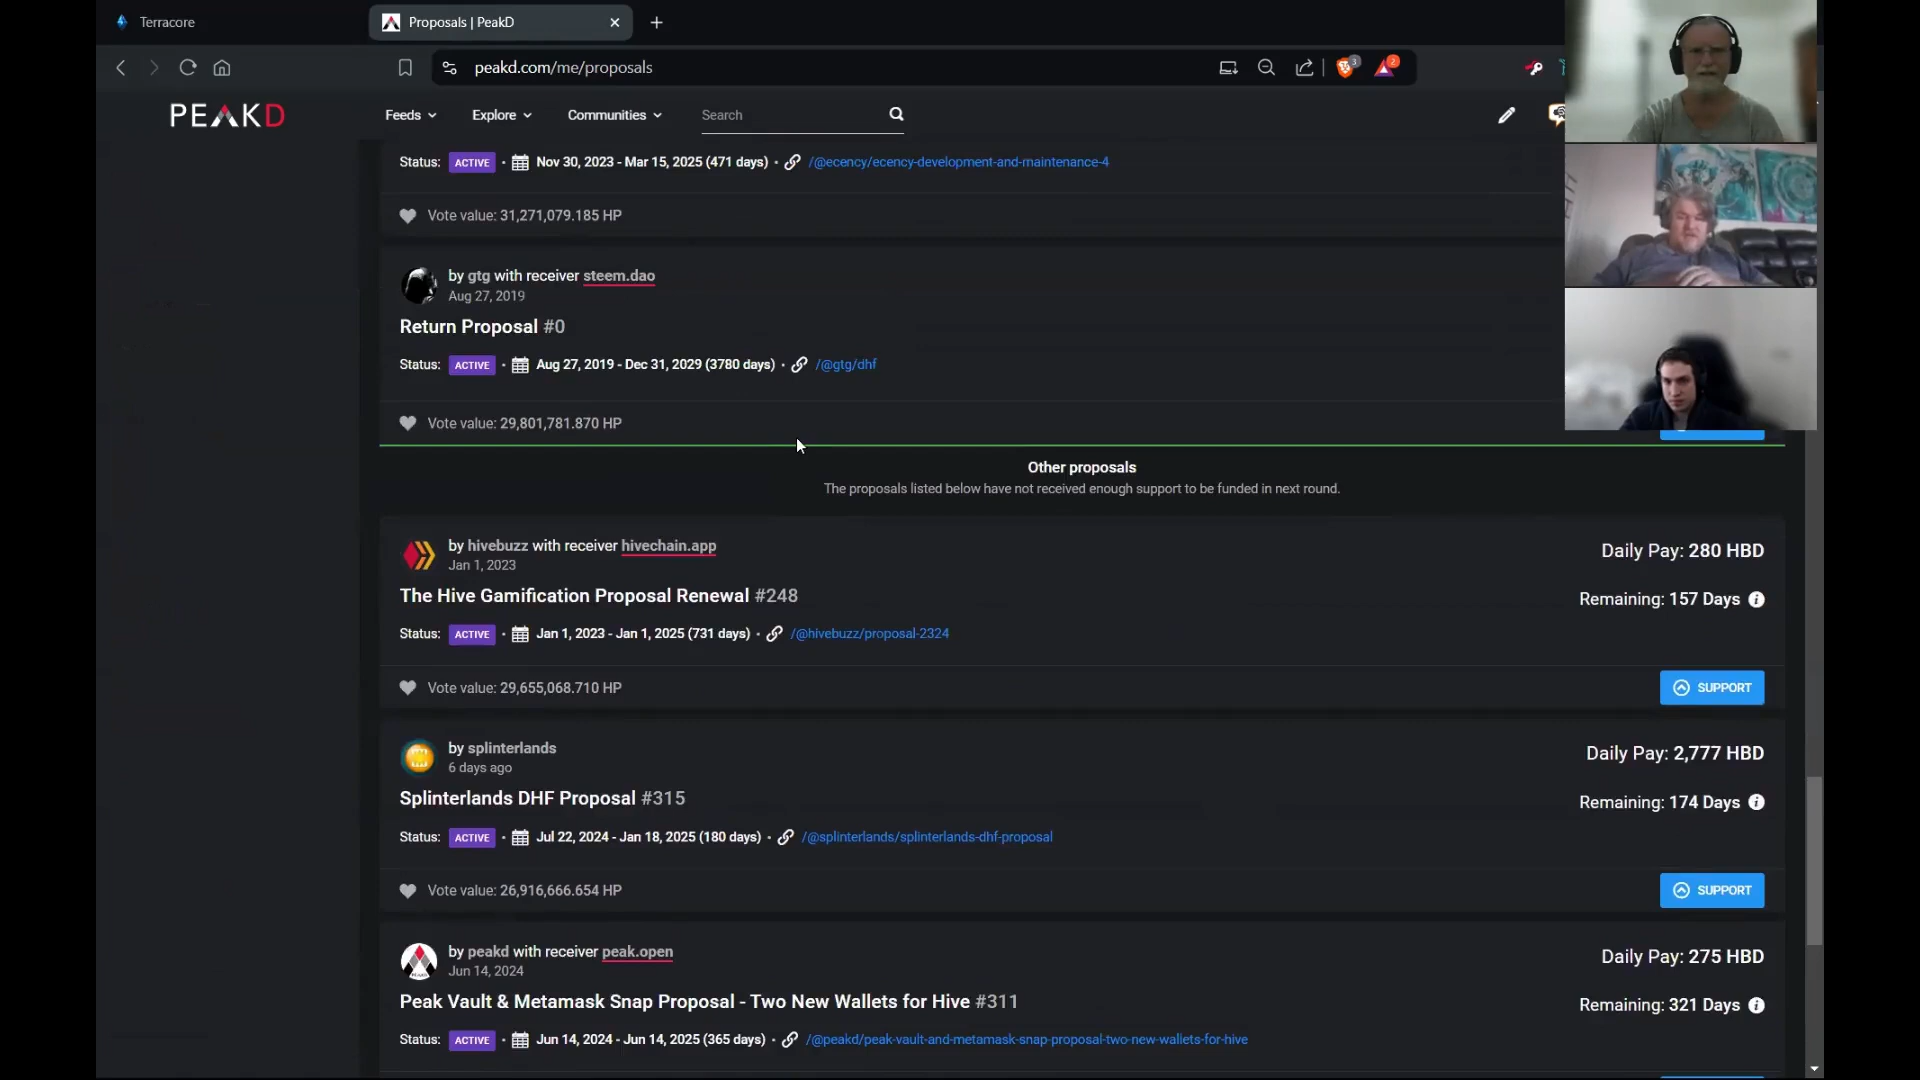 Terracore
Proposals | PeakD
peakd.com/me/proposals
3
2
PEAKD
Feeds
Explore
Communities
Search
Status: ACTIVE • Nov 30, 2023 - Mar 15, 2025 (471 days) • /@ecency/ecency-development-and-maintenance-4
Vote value: 31,271,079.185 HP
by gtg with receiver steem.dao
Aug 27, 2019
Return Proposal #0
Status: ACTIVE • Aug 27, 2019 - Dec 31, 2029 (3780 days) • /@gtg/dhf
Vote value: 29,801,781.870 HP
Other proposals
The proposals listed below have not received enough support to be funded in next round.
by hivebuzz with receiver hivechain.app
Jan 1, 2023
Daily Pay: 280 HBD
The Hive Gamification Proposal Renewal #248
Remaining: 157 Days
Status: ACTIVE • Jan 1, 2023 - Jan 1, 2025 (731 days) • /@hivebuzz/proposal-2324
Vote value: 29,655,068.710 HP
SUPPORT
by splinterlands
6 days ago
Daily Pay: 2,777 HBD
Splinterlands DHF Proposal #315
Remaining: 174 Days
Status: ACTIVE • Jul 22, 2024 - Jan 18, 2025 (180 days) • /@splinterlands/splinterlands-dhf-proposal
Vote value: 26,916,666.654 HP
SUPPORT
by peakd with receiver peak.open
Jun 14, 2024
Daily Pay: 275 HBD
Peak Vault & Metamask Snap Proposal - Two New Wallets for Hive #311
Remaining: 321 Days
Status: ACTIVE • Jun 14, 2024 - Jun 14, 2025 (365 days) • /@peakd/peak-vault-and-metamask-snap-proposal-two-new-wallets-for-hive